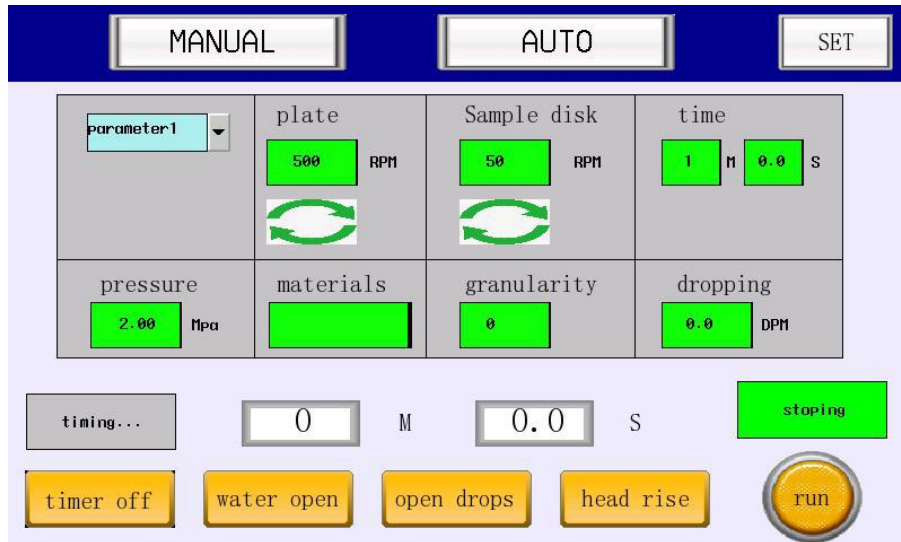 MANUAL AUTO SET
parameter1
plate
500 RPM
Sample disk
50 RPM
time
1 M 0.0 S
pressure
2.00 Mpa
materials
granularity
0
dropping
0.0 DPM
timing... 0 M 0.0 S stoping
timer off water open open drops head rise run